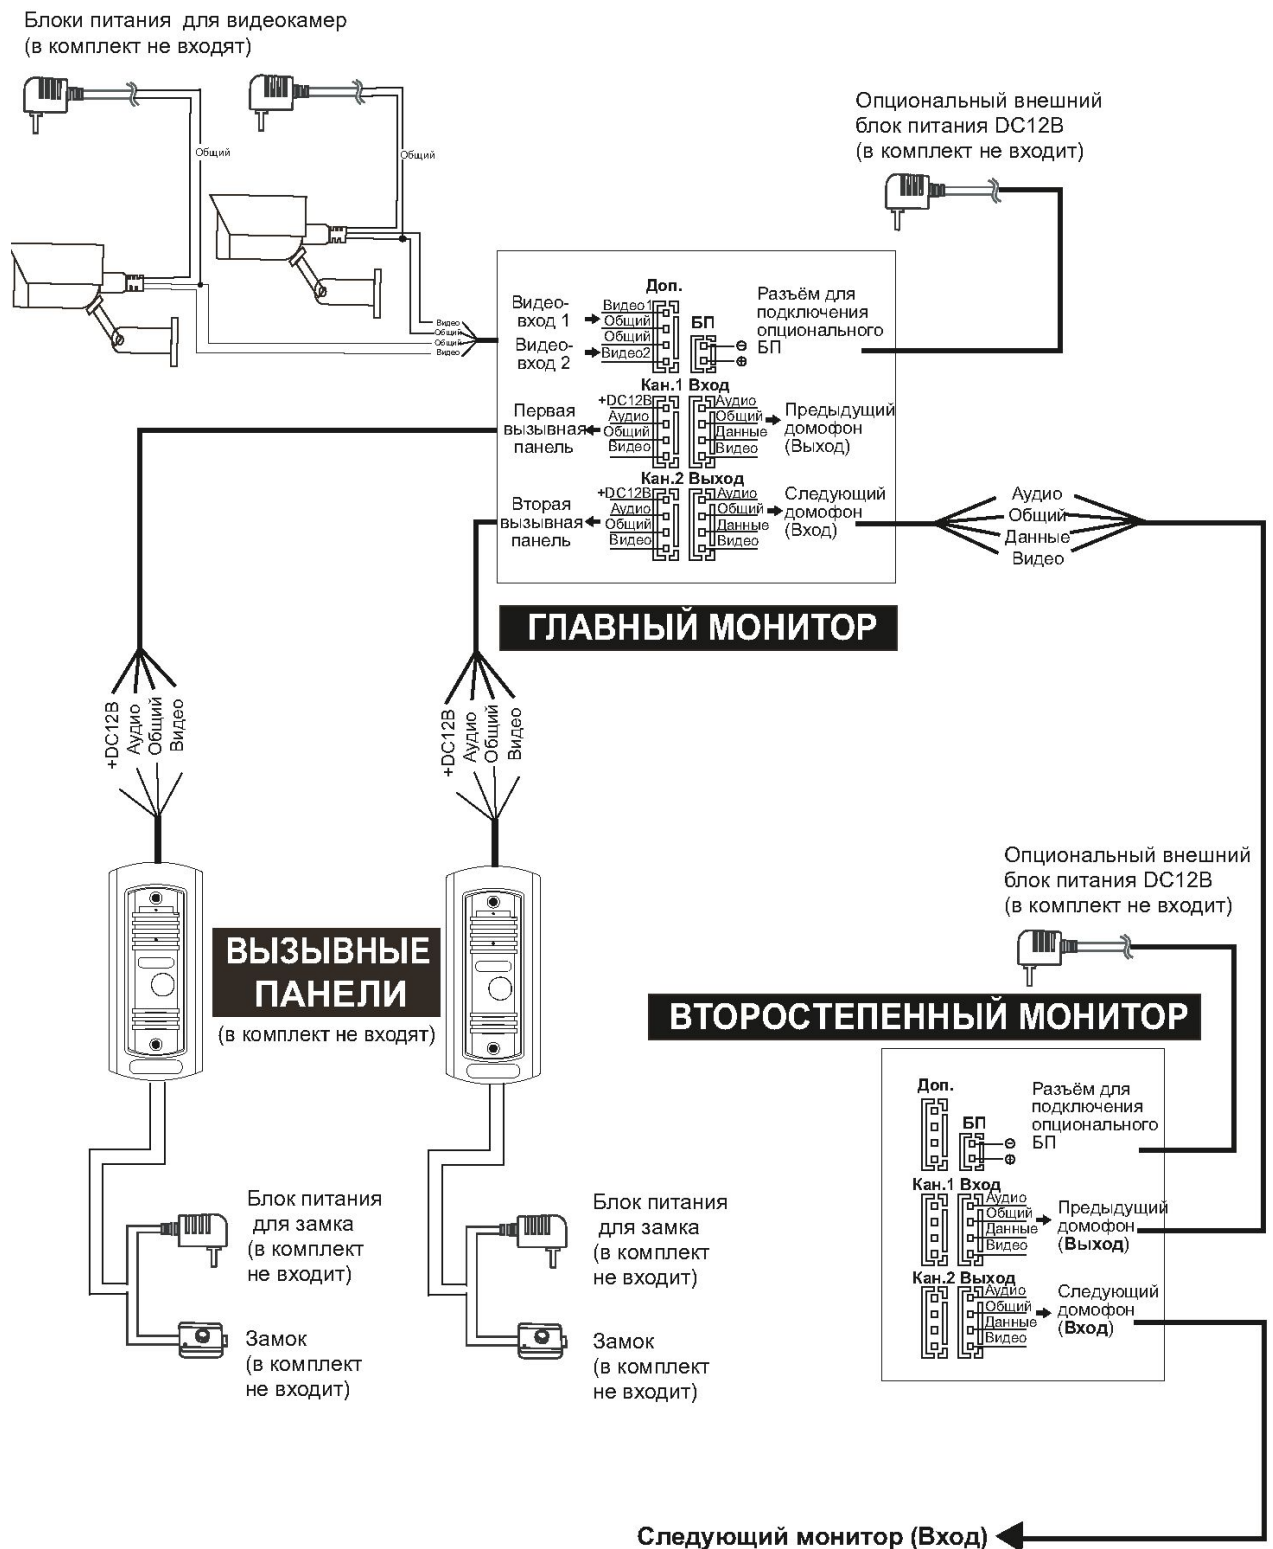 Блоки питания для видеокамер
(в комплект не входят)
Общий
Общий
Опциональный внешний
блок питания DC12В
(в комплект не входит)
Видео
Общий
Общий
Видео
Видео-
вход 1
Видео-
вход 2
Доп.
Видео1
Общий
Общий
Видео2
БП
Разъём для
подключения
опционального
БП
Кан.1 Вход
Первая
вызывная
панель
+DC12В
Аудио
Общий
Видео
Аудио
Общий
Данные
Видео
Предыдущий
домофон
(Выход)
Кан.2 Выход
Вторая
вызывная
панель
+DC12В
Аудио
Общий
Видео
Аудио
Общий
Данные
Видео
Следующий
домофон
(Вход)
Аудио
Общий
Данные
Видео
ГЛАВНЫЙ МОНИТОР
+DC12В
Аудио
Общий
Видео
+DC12В
Аудио
Общий
Видео
ВЫЗЫВНЫЕ
ПАНЕЛИ
(в комплект не входят)
Опциональный внешний
блок питания DC12В
(в комплект не входит)
ВТОРОСТЕПЕННЫЙ МОНИТОР
Доп.
БП
Разъём для
подключения
опционального
БП
Кан.1 Вход
Аудио
Общий
Данные
Видео
Предыдущий
домофон
(Выход)
Кан.2 Выход
Аудио
Общий
Данные
Видео
Следующий
домофон
(Вход)
Блок питания
для замка
(в комплект
не входит)
Замок
(в комплект
не входит)
Блок питания
для замка
(в комплект
не входит)
Замок
(в комплект
не входит)
Следующий монитор (Вход)